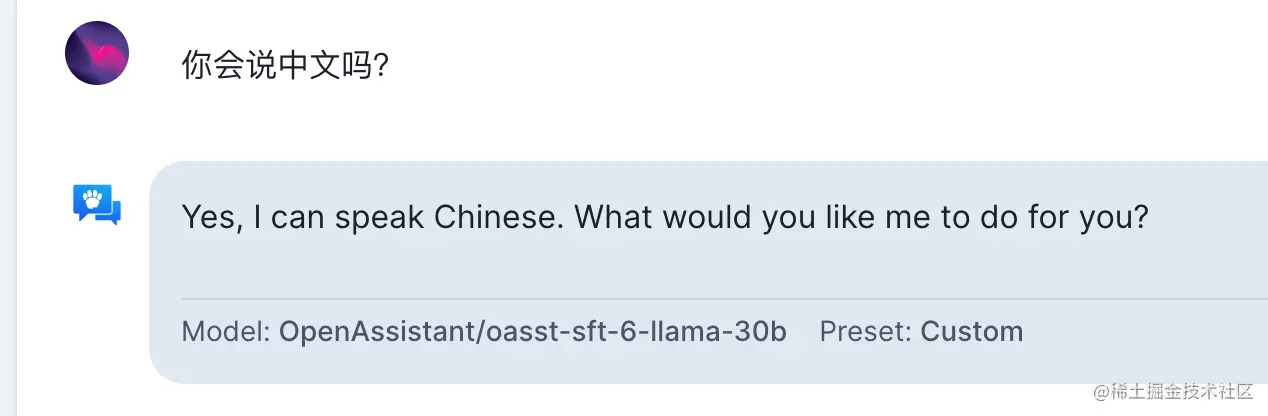 你会说中文吗?
Yes, I can speak Chinese. What would you like me to do for you?
Model: OpenAssistant/oasst-sft-6-llama-30b Preset: Custom
@稀土掘金技术社区